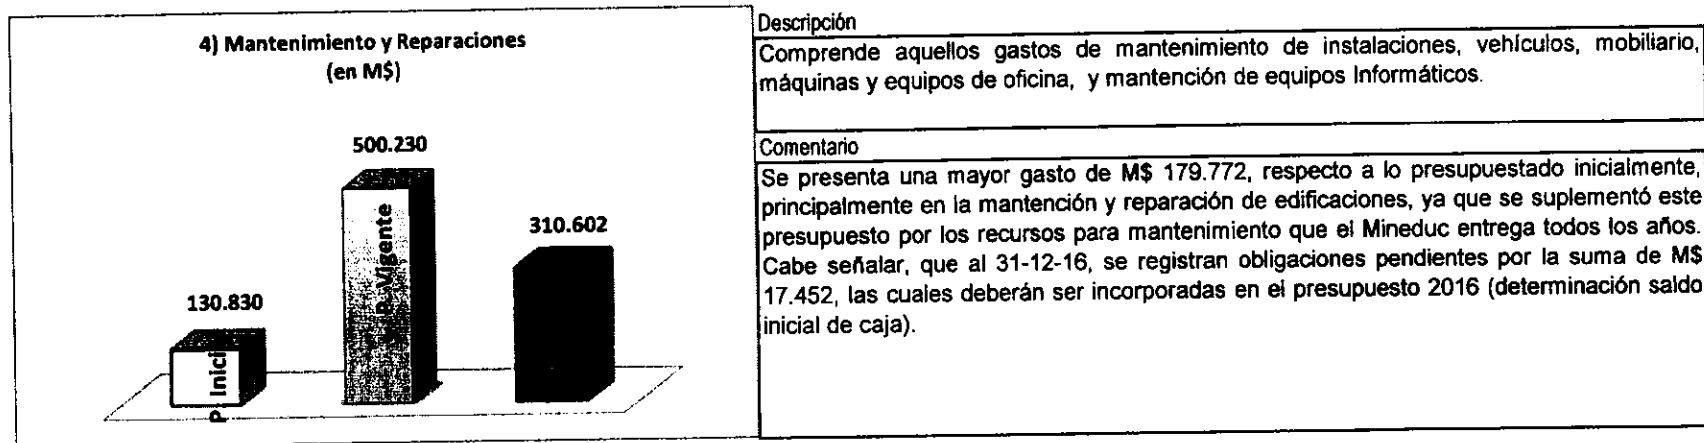 4) Mantenimiento y Reparaciones
(en M$)
130.830
500.230
310.602
P. Inici
P. Vigente
Descripción
Comprende aquellos gastos de mantenimiento de instalaciones, vehículos, mobiliario,
máquinas y equipos de oficina, y mantención de equipos Informáticos.
Comentario
Se presenta una mayor gasto de M$ 179.772, respecto a lo presupuestado inicialmente,
principalmente en la mantención y reparación de edificaciones, ya que se suplementó este
presupuesto por los recursos para mantenimiento que el Mineduc entrega todos los años.
Cabe señalar, que al 31-12-16, se registran obligaciones pendientes por la suma de M$
17.452, las cuales deberán ser incorporadas en el presupuesto 2016 (determinación saldo
inicial de caja).